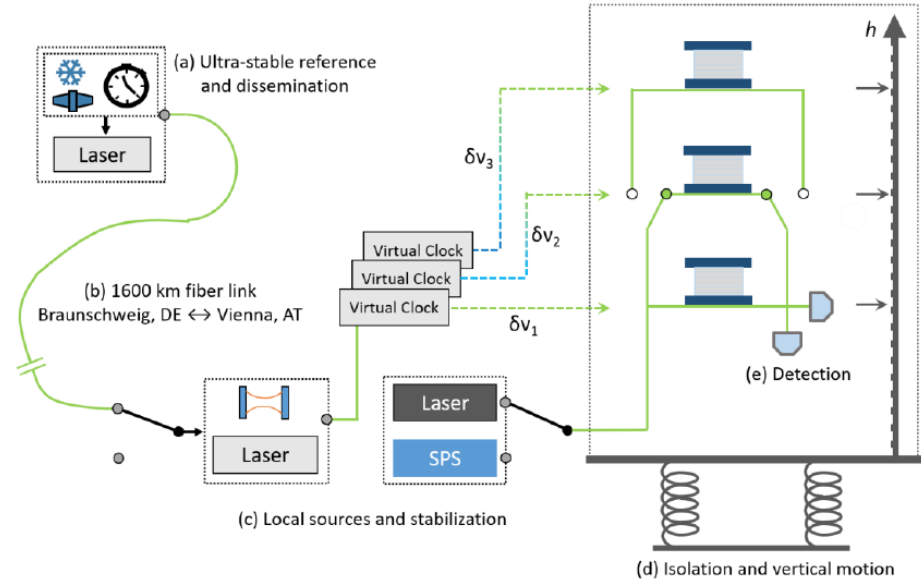 (a) Ultra-stable reference
and dissemination
Laser
h
δν₃
δν₂
δν₁
Virtual Clock
Virtual Clock
Virtual Clock
(b) 1600 km fiber link
Braunschweig, DE ↔ Vienna, AT
(e) Detection
Laser
Laser
SPS
(c) Local sources and stabilization
(d) Isolation and vertical motion